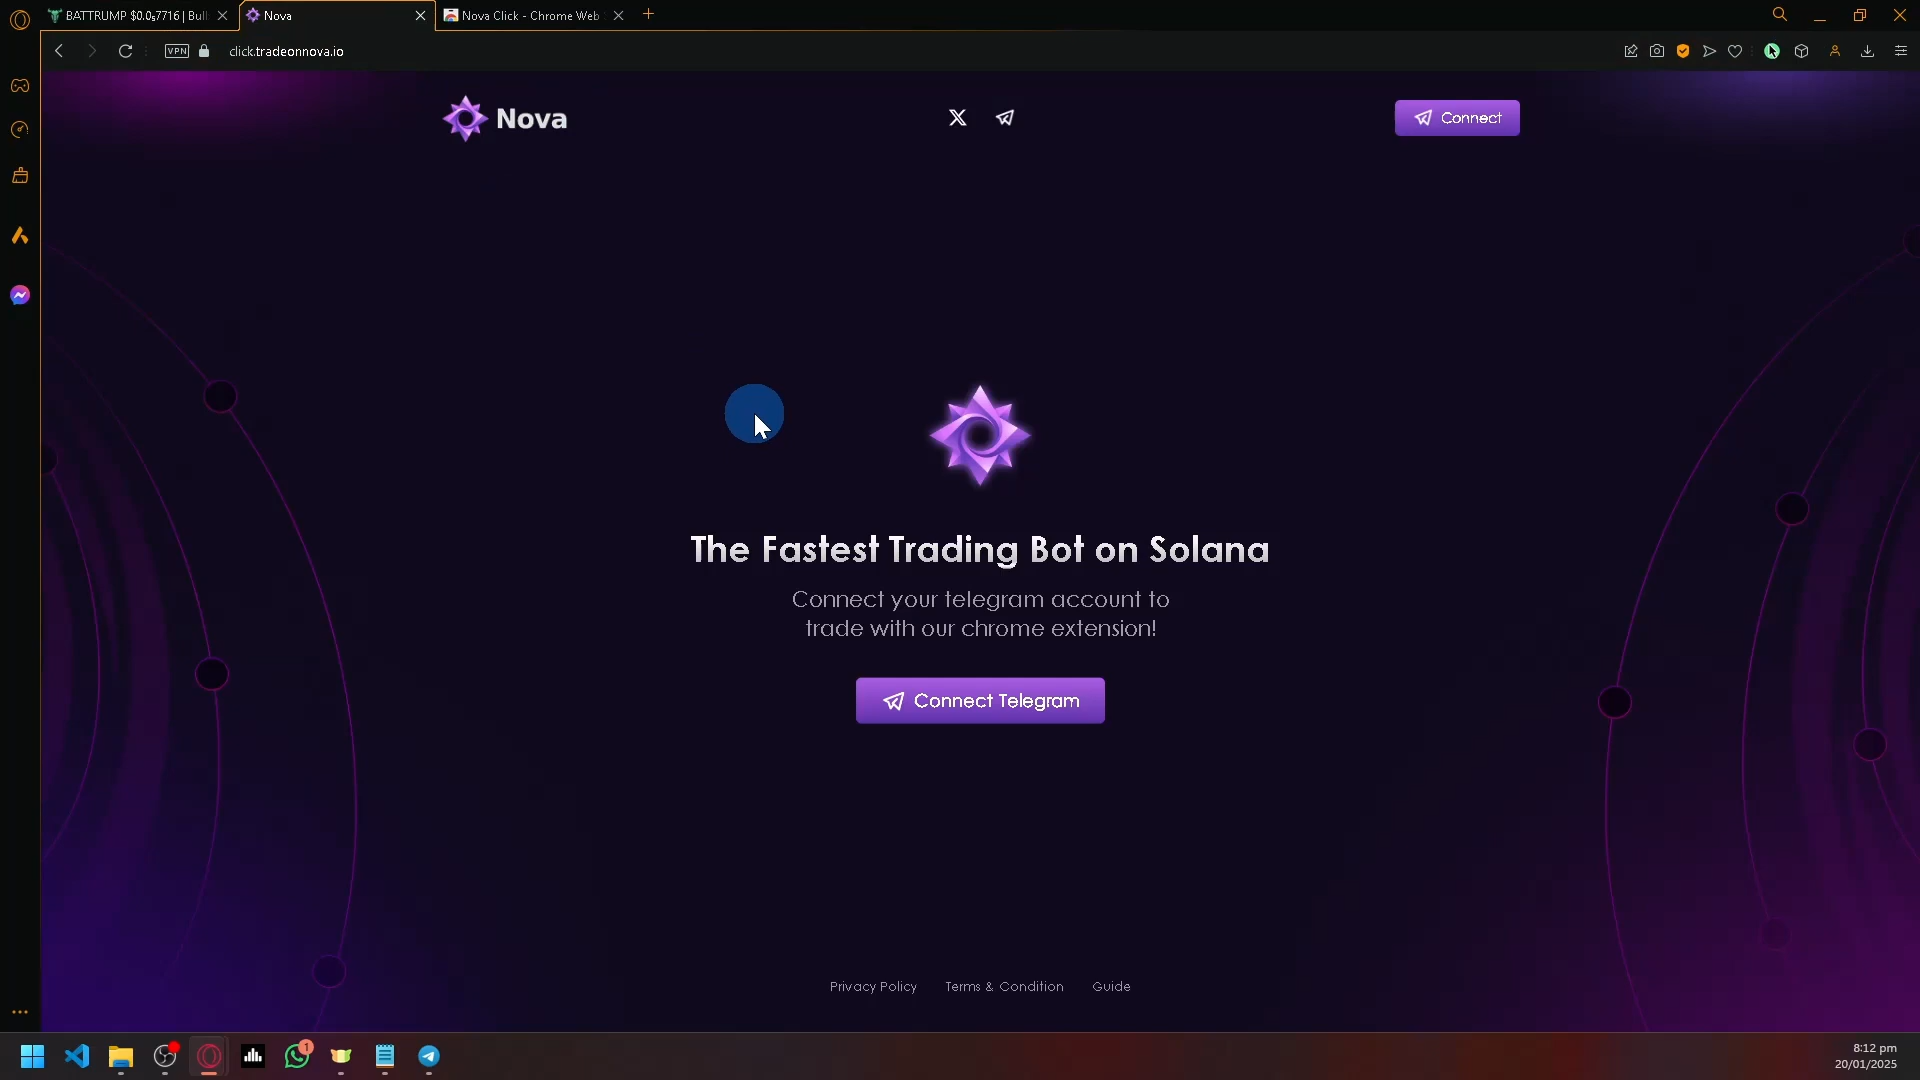 BATTRUMP $0.0₅7716 | Bul
Nova
Nova Click - Chrome Web
VPN
click.tradeonnova.io
Nova
Connect
The Fastest Trading Bot on Solana
Connect your telegram account to
trade with our chrome extension!
Connect Telegram
Privacy Policy
Terms & Condition
Guide
1
8:12 pm
20/01/2025